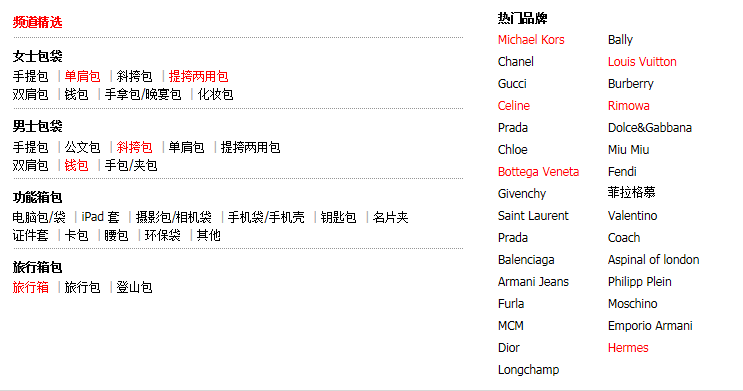 频道精选
女士包袋
手提包 | 单肩包 | 斜挎包 | 提挎两用包
双肩包 | 钱包 | 手拿包/晚宴包 | 化妆包
男士包袋
手提包 | 公文包 | 斜挎包 | 单肩包 | 提挎两用包
双肩包 | 钱包 | 手包/夹包
功能箱包
电脑包/袋 | iPad 套 | 摄影包/相机袋 | 手机袋/手机壳 | 钥匙包 | 名片夹
证件套 | 卡包 | 腰包 | 环保袋 | 其他
旅行箱包
旅行箱 | 旅行包 | 登山包
热门品牌
Michael Kors Bally
Chanel Louis Vuitton
Gucci Burberry
Celine Rimowa
Prada Dolce&Gabbana
Chloe Miu Miu
Bottega Veneta Fendi
Givenchy 菲拉格慕
Saint Laurent Valentino
Prada Coach
Balenciaga Aspinal of london
Armani Jeans Philipp Plein
Furla Moschino
MCM Emporio Armani
Dior Hermes
Longchamp